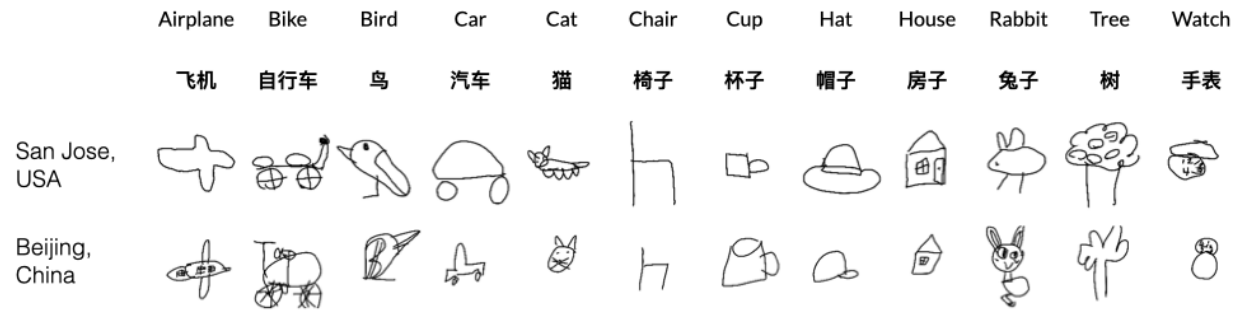 Airplane Bike Bird Car Cat Chair Cup Hat House Rabbit Tree Watch
飞机 自行车 鸟 汽车 猫 椅子 杯子 帽子 房子 兔子 树 手表
San Jose,
USA
Beijing,
China